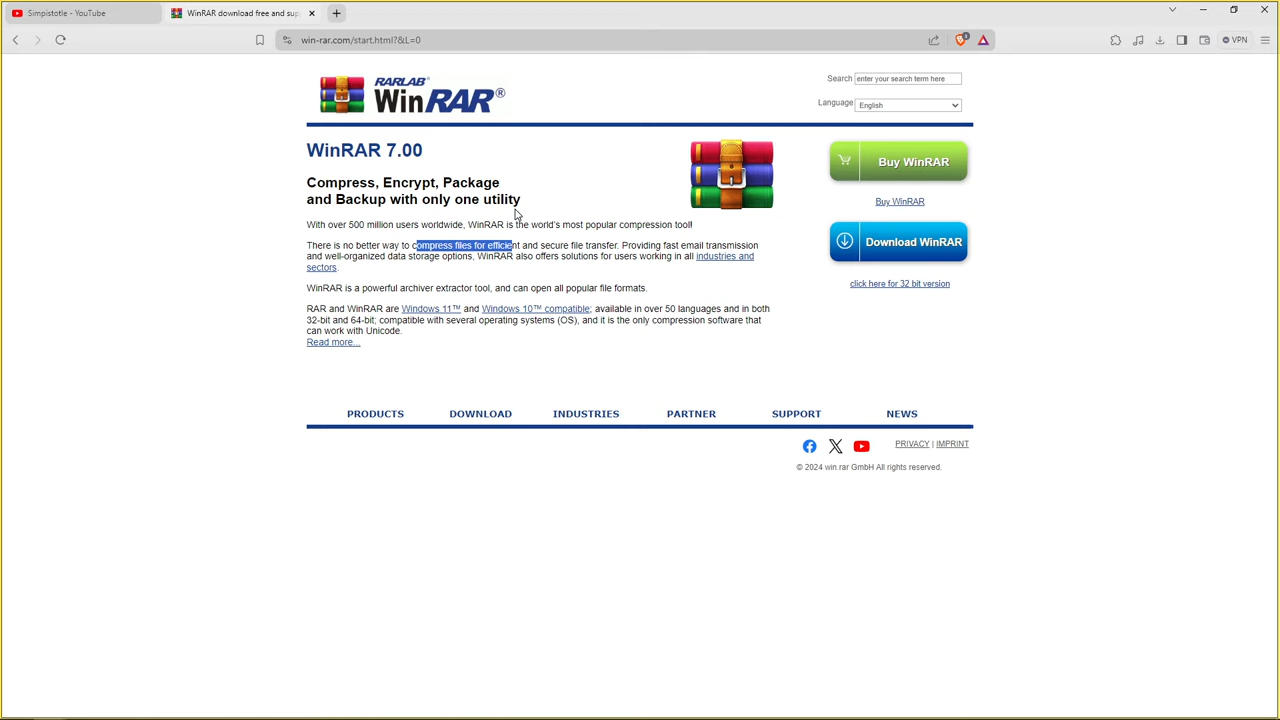 Simpistotle - YouTube
WinRAR download free and sup
win-rar.com/start.html?&L=0
1
VPN
RARLAB®
WinRAR®
Search enter your search term here
Language English
WinRAR 7.00
Compress, Encrypt, Package
and Backup with only one utility
With over 500 million users worldwide, WinRAR is the world's most popular compression tool!
There is no better way to compress files for efficient and secure file transfer. Providing fast email transmission
and well-organized data storage options, WinRAR also offers solutions for users working in all industries and
sectors.
WinRAR is a powerful archiver extractor tool, and can open all popular file formats.
RAR and WinRAR are Windows 11™ and Windows 10™ compatible; available in over 50 languages and in both
32-bit and 64-bit; compatible with several operating systems (OS), and it is the only compression software that
can work with Unicode.
Read more...
Buy WinRAR
Buy WinRAR
Download WinRAR
click here for 32 bit version
PRODUCTS DOWNLOAD INDUSTRIES PARTNER SUPPORT NEWS
PRIVACY | IMPRINT
© 2024 win.rar GmbH All rights reserved.